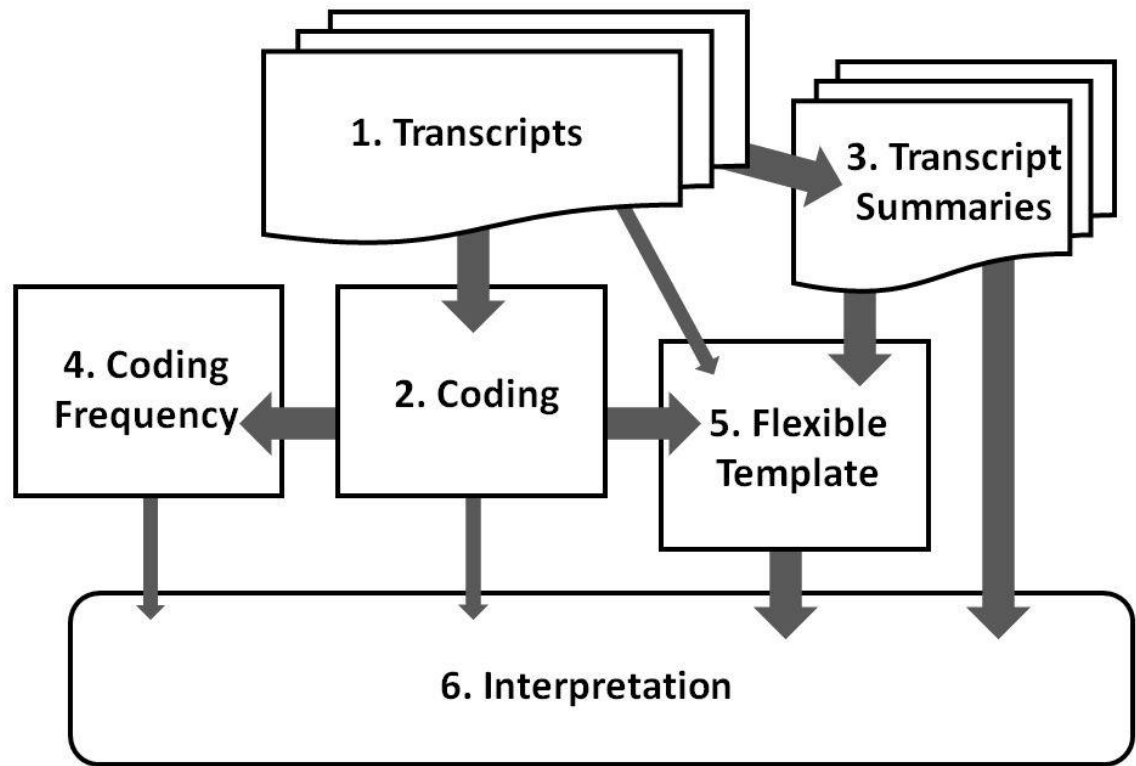 1. Transcripts
3. Transcript
Summaries
4. Coding
Frequency
2. Coding
5. Flexible
Template
6. Interpretation